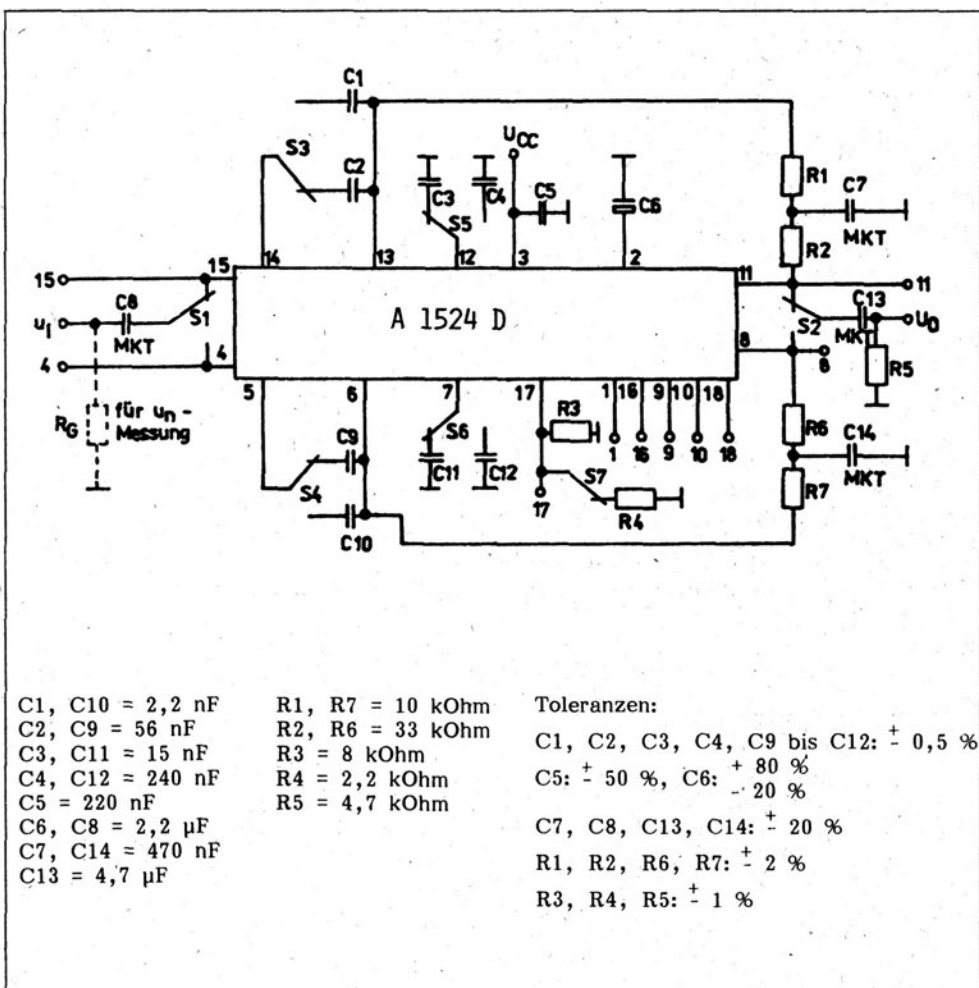 C1
S3
C2
U_CC
C3
C4
C5
C6
R1
C7
MKT
R2
S5
14
13
12
3
2
15
15
11
11
C8
u_I
MKT
S1
A 1524 D
C13
S2
MK
U_O
4
4
8
8
R5
5
6
7
17
1
16
9
10
18
R_G
für u_n -
Messung
R3
S6
C9
S4
C11
C12
C10
17
S7
R4
1
16
9
10
18
R6
C14
MKT
R7
C1, C10 = 2,2 nF
C2, C9 = 56 nF
C3, C11 = 15 nF
C4, C12 = 240 nF
C5 = 220 nF
C6, C8 = 2,2 µF
C7, C14 = 470 nF
C13 = 4,7 µF
R1, R7 = 10 kOhm
R2, R6 = 33 kOhm
R3 = 8 kOhm
R4 = 2,2 kOhm
R5 = 4,7 kOhm
Toleranzen:
C1, C2, C3, C4, C9 bis C12: ± 0,5 %
C5: ± 50 %, C6: + 80 %
- 20 %
C7, C8, C13, C14: ± 20 %
R1, R2, R6, R7: ± 2 %
R3, R4, R5: ± 1 %